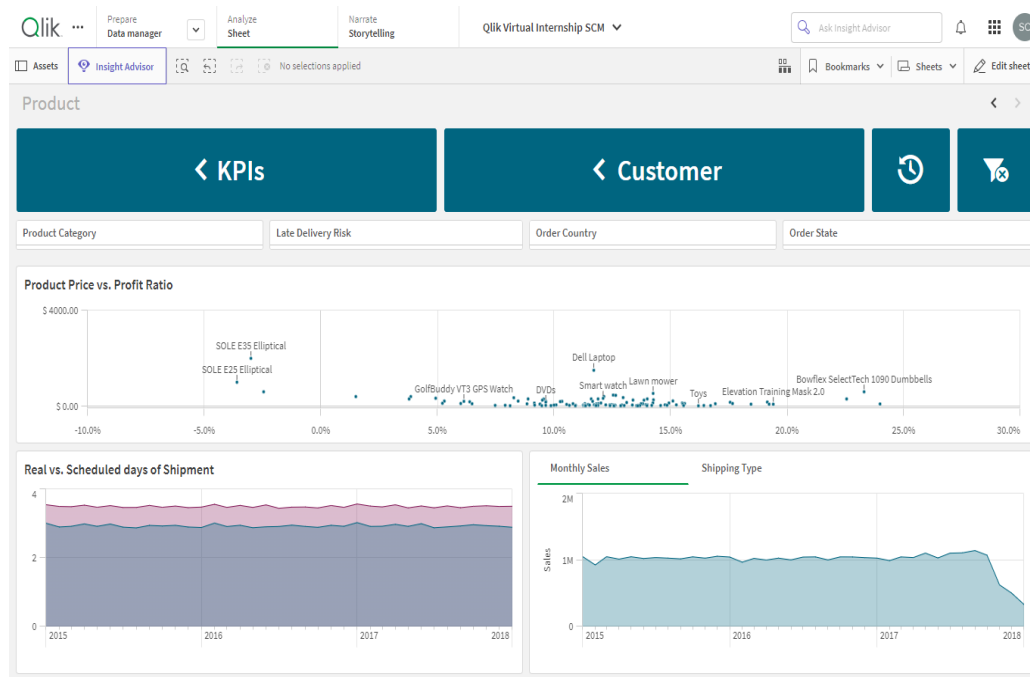 Qlik
Prepare
Data manager
Analyze
Sheet
Narrate
Storytelling
Qlik Virtual Internship SCM
Ask Insight Advisor
SC
Assets
Insight Advisor
No selections applied
Bookmarks
Sheets
Edit sheet
Product
KPIs
Customer
Product Category
Late Delivery Risk
Order Country
Order State
Product Price vs. Profit Ratio
$ 4000.00
SOLE E35 Elliptical
Dell Laptop
SOLE E25 Elliptical
Bowflex SelectTech 1090 Dumbbells
GolfBuddy VT3 GPS Watch
DVDs
Smart watch
Lawn mower
Toys
Elevation Training Mask 2.0
$ 0.00
-10.0% -5.0% 0.0% 5.0% 10.0% 15.0% 20.0% 25.0% 30.0%
Real vs. Scheduled days of Shipment
4
2
0
2015 2016 2017 2018
Monthly Sales
Shipping Type
2M
Sales
1M
0
2015 2016 2017 2018